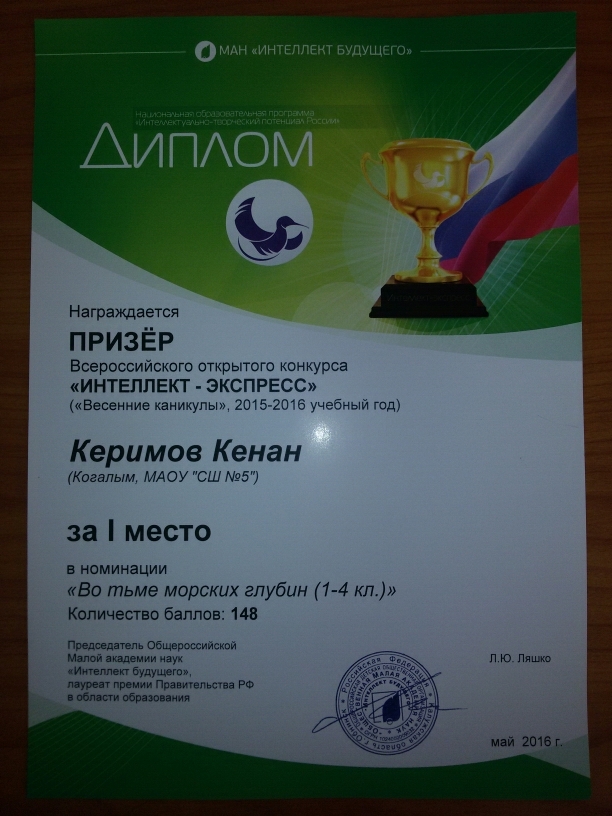 МАН «ИНТЕЛЛЕКТ БУДУЩЕГО»
Национальная образовательная программа
«Интеллектуально-творческий потенциал России»
ДИПЛОМ
Награждается
ПРИЗЁР
Всероссийского открытого конкурса
«ИНТЕЛЛЕКТ - ЭКСПРЕСС»
(«Весенние каникулы», 2015-2016 учебный год)
Керимов Кенан
(Когалым, МАОУ "СШ №5")
за I место
в номинации
«Во тьме морских глубин (1-4 кл.)»
Количество баллов: 148
Председатель Общероссийской
Малой академии наук
«Интеллект будущего»,
лауреат премии Правительства РФ
в области образования
Л.Ю. Ляшко
Российская Федерация
май 2016 г.